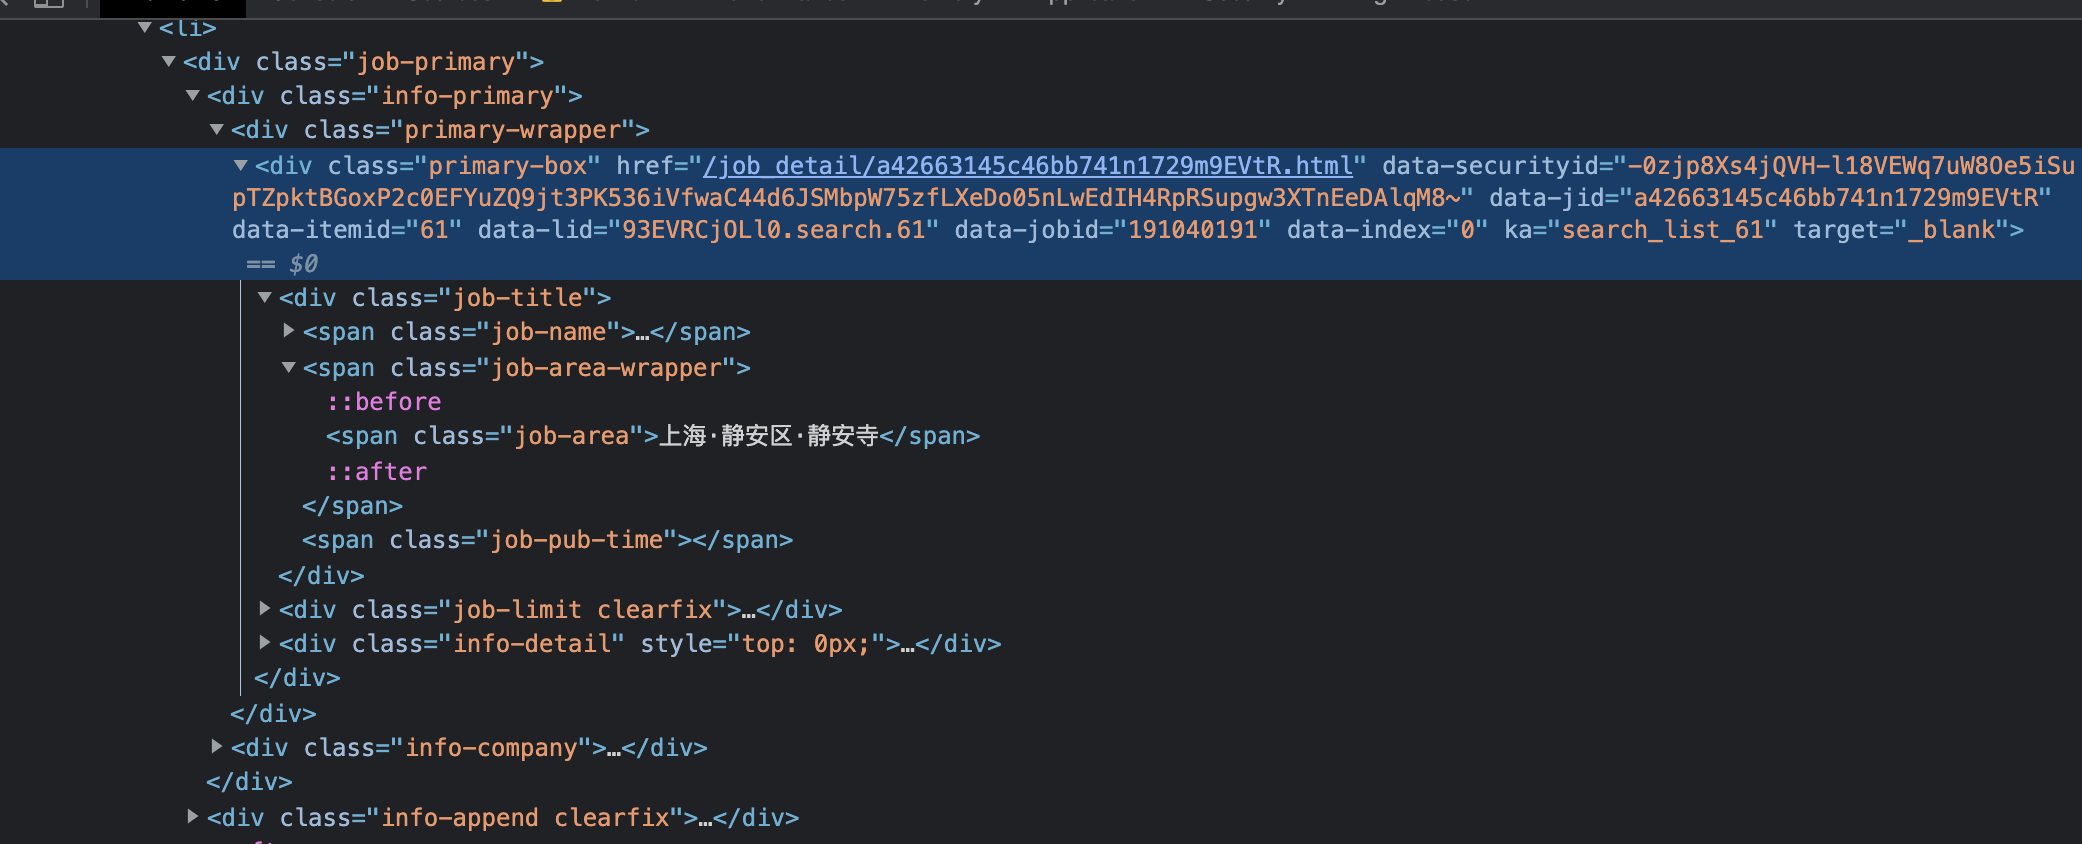 <li>
<div class="job-primary">
<div class="info-primary">
<div class="primary-wrapper">
<div class="primary-box" href="/job_detail/a42663145c46bb741n1729m9EVtR.html" data-securityid="-0zjp8Xs4jQVH-l18VEWq7uW8Oe5iSu
pTZpktBGoxP2c0EFYuZQ9jt3PK536iVfwaC44d6JSMbpW75zfLXeDo05nLwEdIH4RpRSupgw3XTnEeDAlqM8~" data-jid="a42663145c46bb741n1729m9EVtR"
data-itemid="61" data-lid="93EVRCjOLl0.search.61" data-jobid="191040191" data-index="0" ka="search_list_61" target="_blank">
== $0
<div class="job-title">
<span class="job-name">…</span>
<span class="job-area-wrapper">
::before
<span class="job-area">上海·静安区·静安寺</span>
::after
</span>
<span class="job-pub-time"></span>
</div>
<div class="job-limit clearfix">…</div>
<div class="info-detail" style="top: 0px;">…</div>
</div>
</div>
<div class="info-company">…</div>
</div>
<div class="info-append clearfix">…</div>